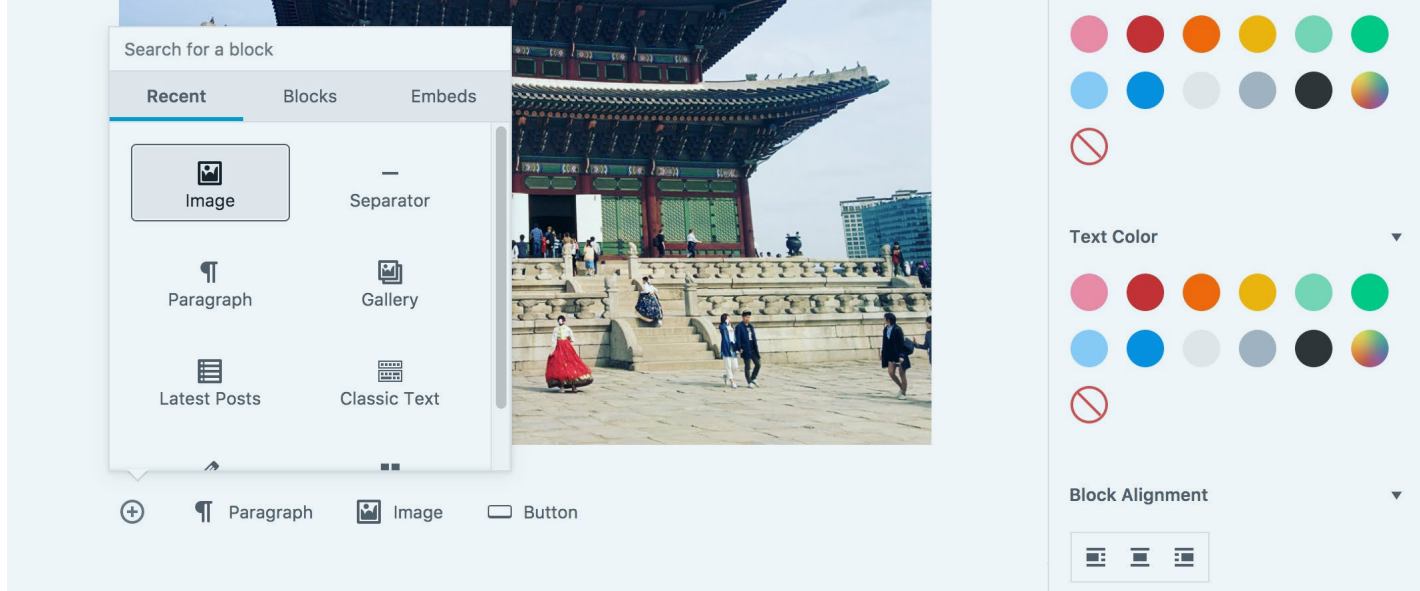 Search for a block
Recent Blocks Embeds
Image Separator
Paragraph Gallery
Latest Posts Classic Text
Paragraph Image Button
Text Color
Block Alignment